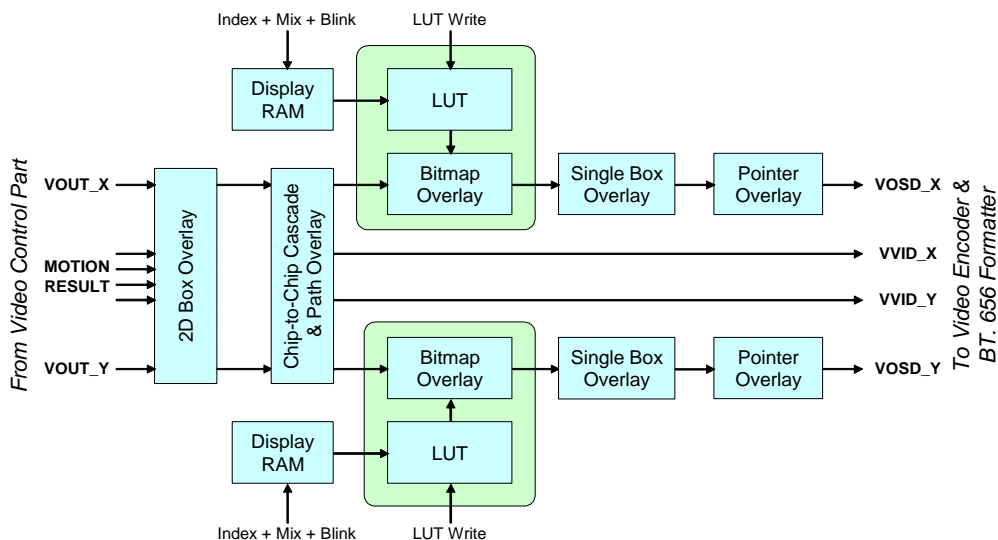 Index + Mix + Blink
LUT Write
Display
RAM
LUT
From Video Control Part
VOUT_X
2D Box Overlay
Chip-to-Chip Cascade
& Path Overlay
Bitmap
Overlay
Single Box
Overlay
Pointer
Overlay
VOSD_X
MOTION
RESULT
VVID_X
VVID_Y
To Video Encoder &
BT. 656 Formatter
VOUT_Y
Bitmap
Overlay
Single Box
Overlay
Pointer
Overlay
VOSD_Y
Display
RAM
LUT
Index + Mix + Blink
LUT Write